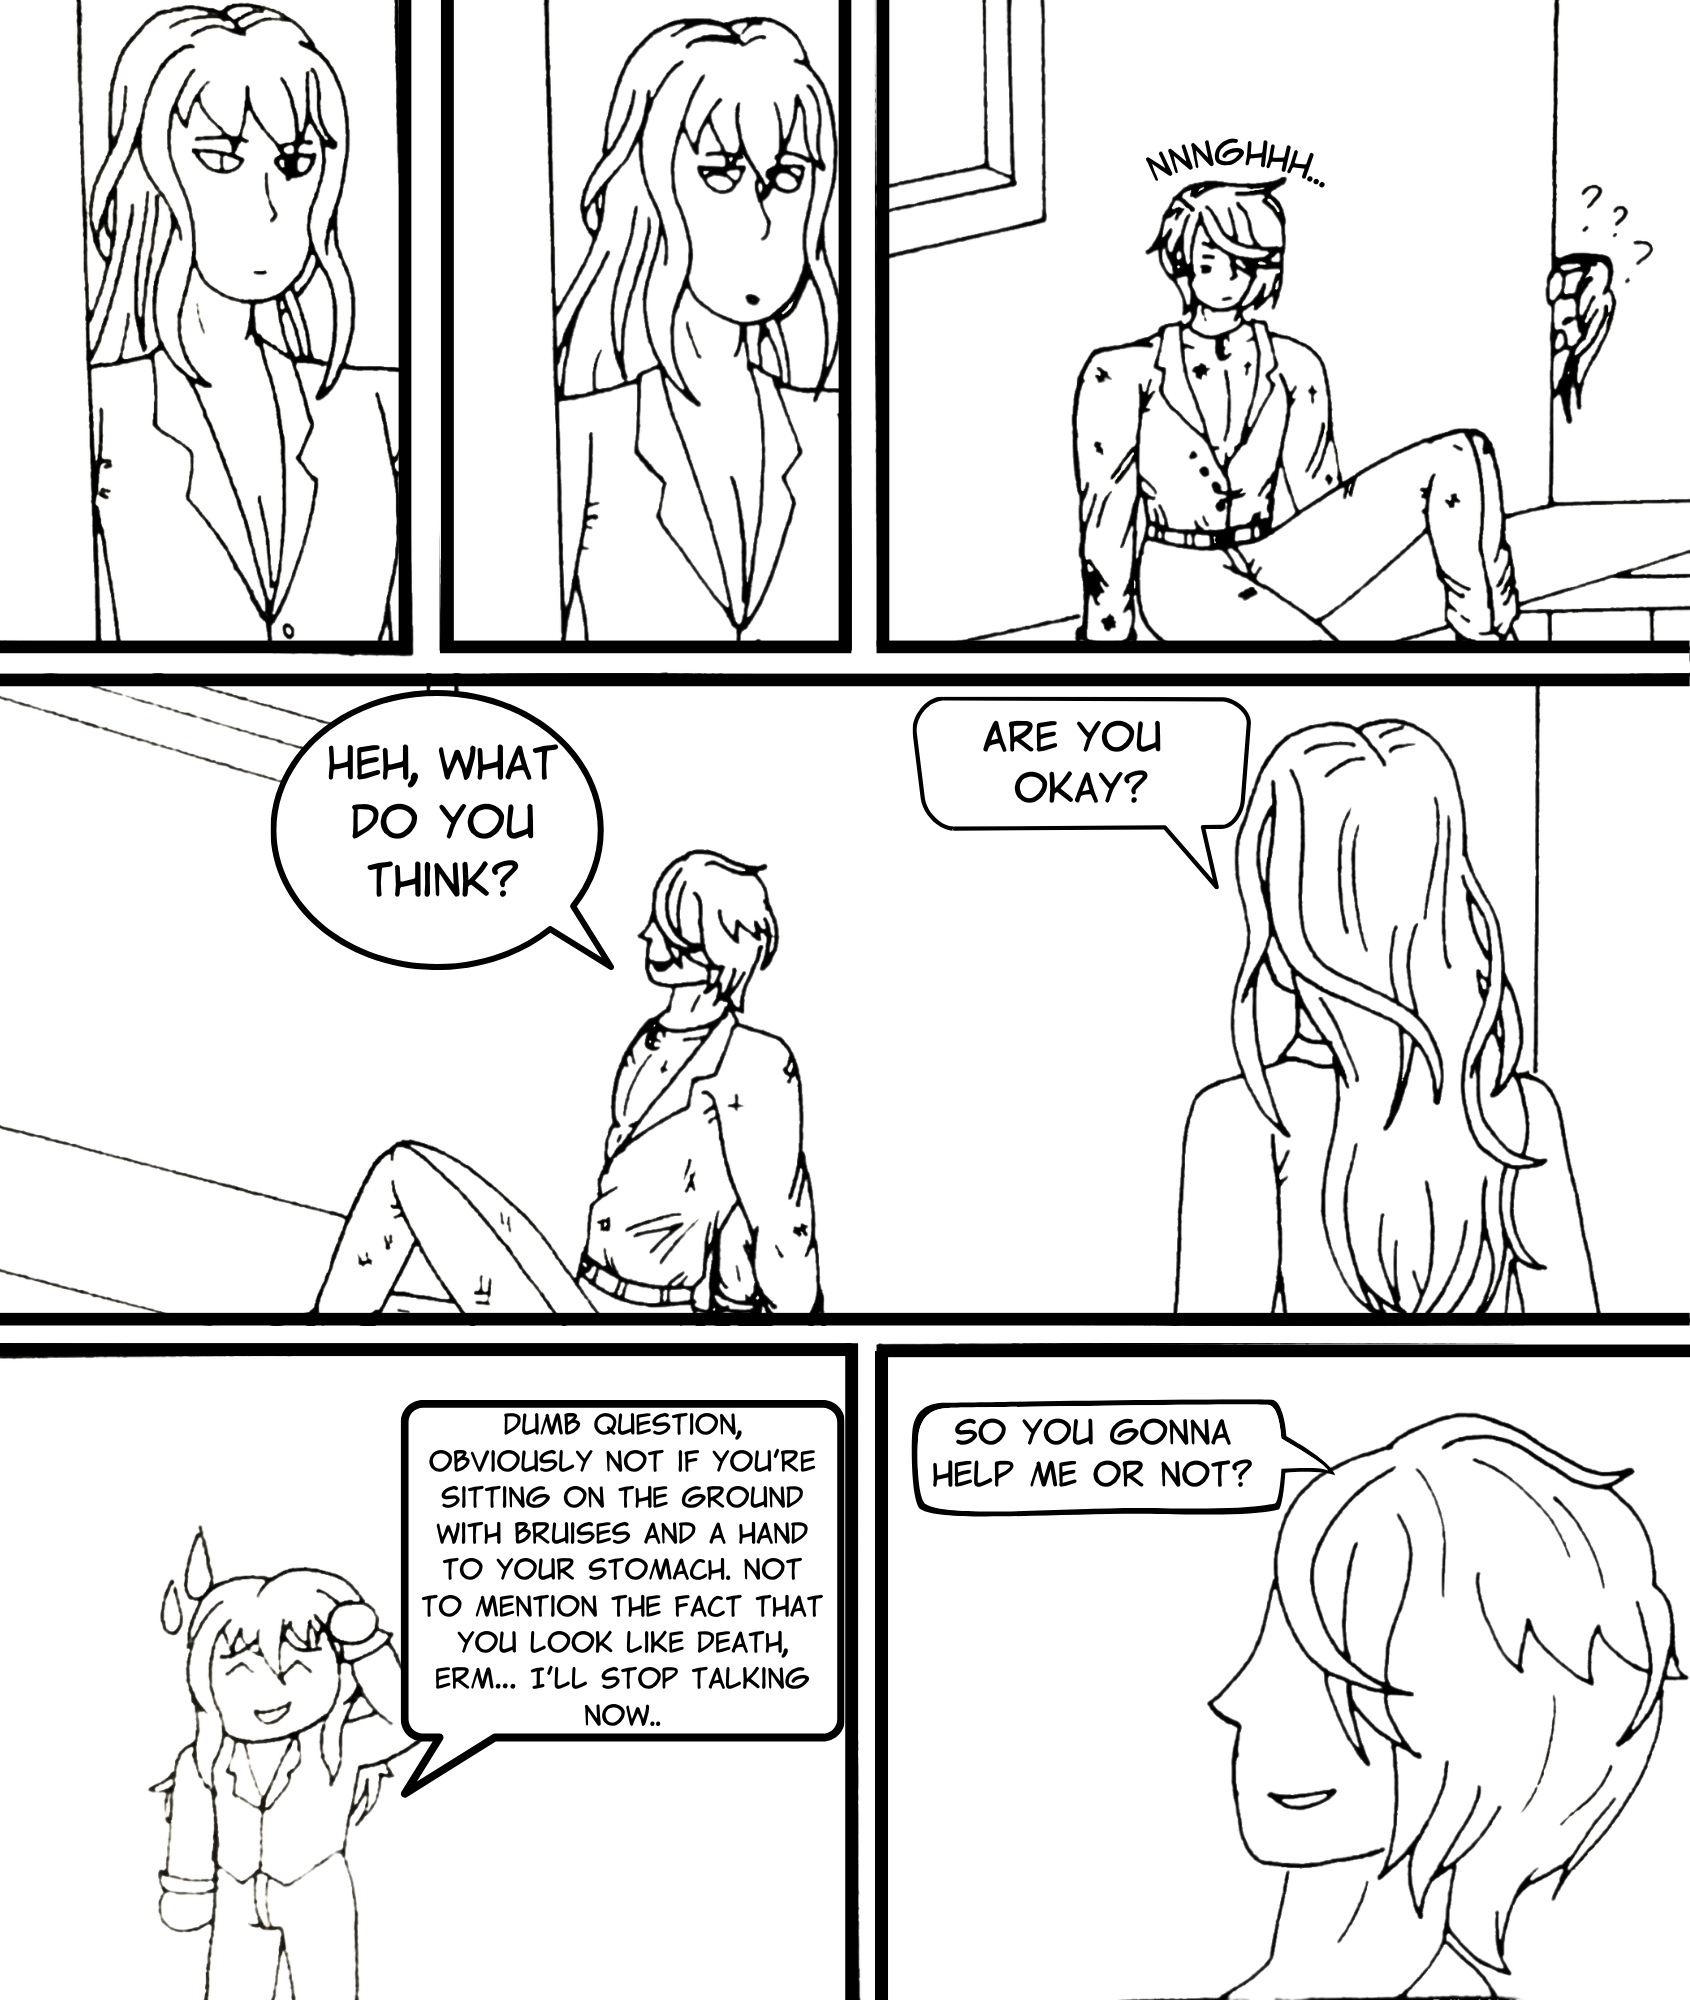 NNNGHHH...
? ? ?
ARE YOU
OKAY?
HEH, WHAT
DO YOU
THINK?
DUMB QUESTION,
OBVIOUSLY NOT IF YOU'RE
SITTING ON THE GROUND
WITH BRUISES AND A HAND
TO YOUR STOMACH. NOT
TO MENTION THE FACT THAT
YOU LOOK LIKE DEATH,
ERM... I'LL STOP TALKING
NOW..
SO YOU GONNA
HELP ME OR NOT?